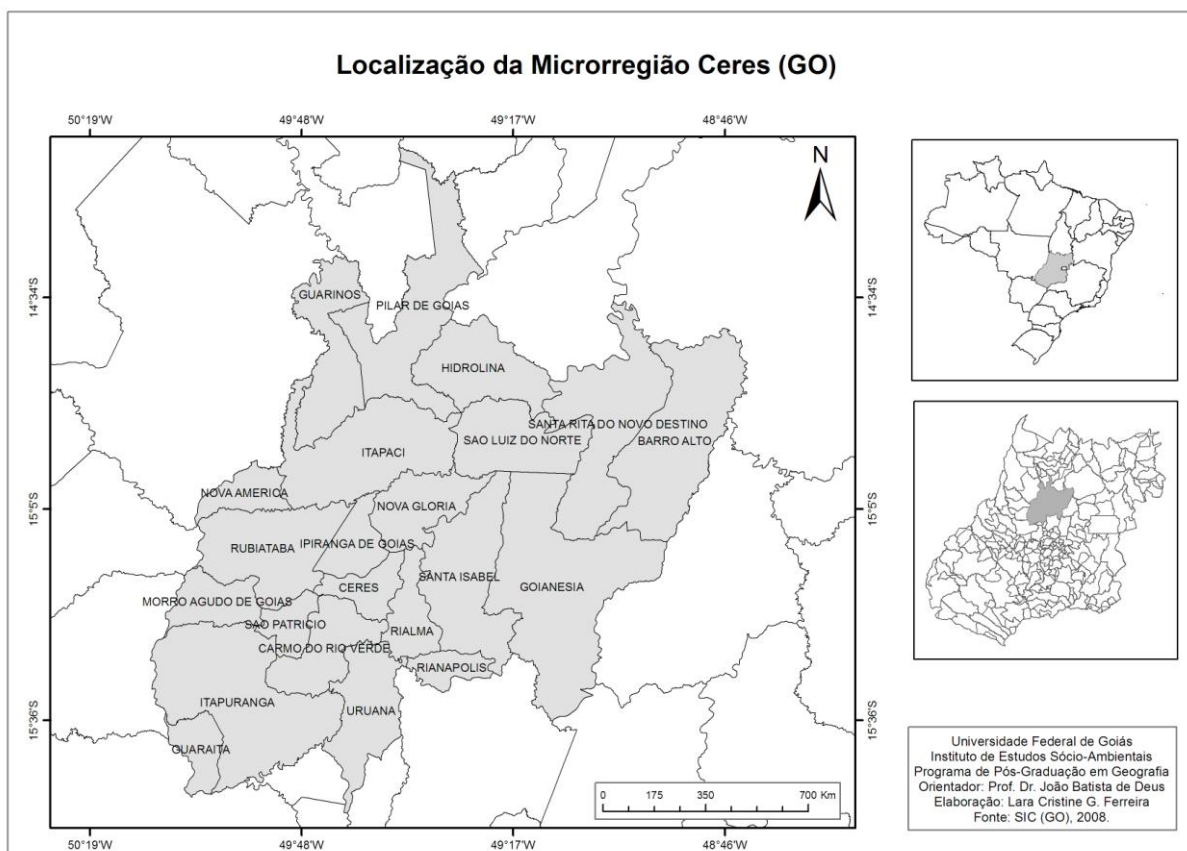 Localização da Microrregião Ceres (GO)
50°19'W 49°48'W 49°17'W 48°46'W
N
14°34'S 14°34'S
GUARINOS
PILAR DE GOIAS
HIDROLINA
SANTA RITA DO NOVO DESTINO
SAO LUIZ DO NORTE
BARRO ALTO
ITAPACI
NOVA AMERICA
NOVA GLORIA
15°5'S 15°5'S
RUBIATABA
IPIRANGA DE GOIAS
SANTA ISABEL
CERES
GOIANESIA
MORRO AGUDO DE GOIAS
SAO PATRICIO
RIALMA
CARMO DO RIO VERDE
RIANAPOLIS
ITAPURANGA
URUANA
15°36'S 15°36'S
GUARAITA
0 175 350 700 Km
50°19'W 49°48'W 49°17'W 48°46'W
Universidade Federal de Goiás
Instituto de Estudos Sócio-Ambientais
Programa de Pós-Graduação em Geografia
Orientador: Prof. Dr. João Batista de Deus
Elaboração: Lara Cristine G. Ferreira
Fonte: SIC (GO), 2008.